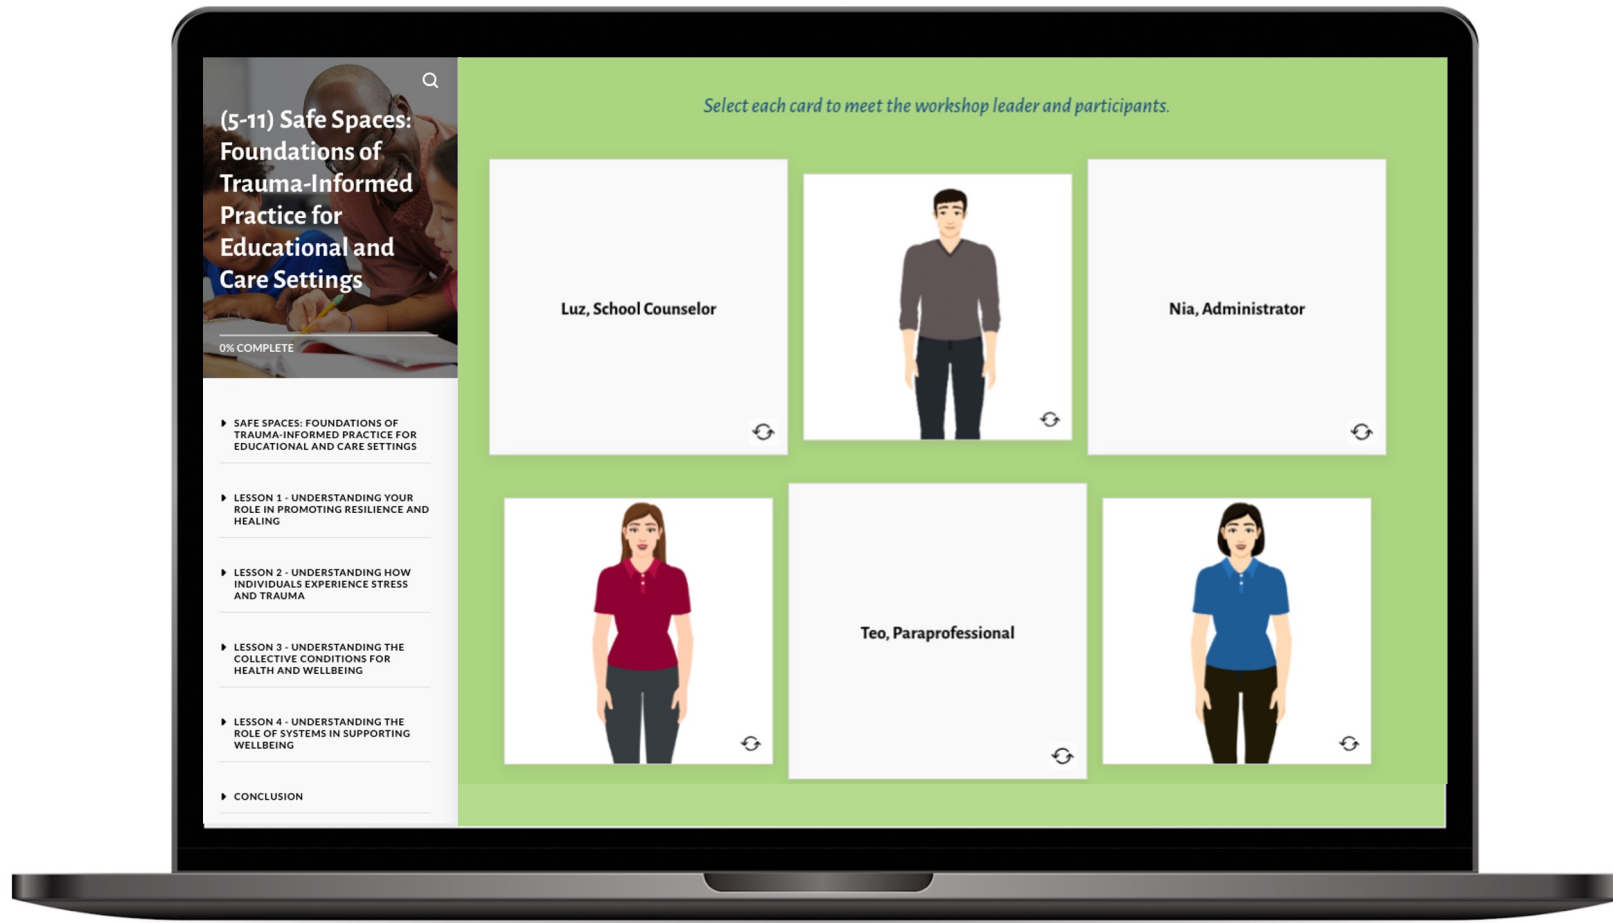 (5-11) Safe Spaces:
Foundations of
Trauma-Informed
Practice for
Educational and
Care Settings
0% COMPLETE
SAFE SPACES: FOUNDATIONS OF
TRAUMA-INFORMED PRACTICE FOR
EDUCATIONAL AND CARE SETTINGS
LESSON 1 - UNDERSTANDING YOUR
ROLE IN PROMOTING RESILIENCE AND
HEALING
LESSON 2 - UNDERSTANDING HOW
INDIVIDUALS EXPERIENCE STRESS
AND TRAUMA
LESSON 3 - UNDERSTANDING THE
COLLECTIVE CONDITIONS FOR
HEALTH AND WELLBEING
LESSON 4 - UNDERSTANDING THE
ROLE OF SYSTEMS IN SUPPORTING
WELLBEING
CONCLUSION
Select each card to meet the workshop leader and participants.
Luz, School Counselor
Nia, Administrator
Teo, Paraprofessional